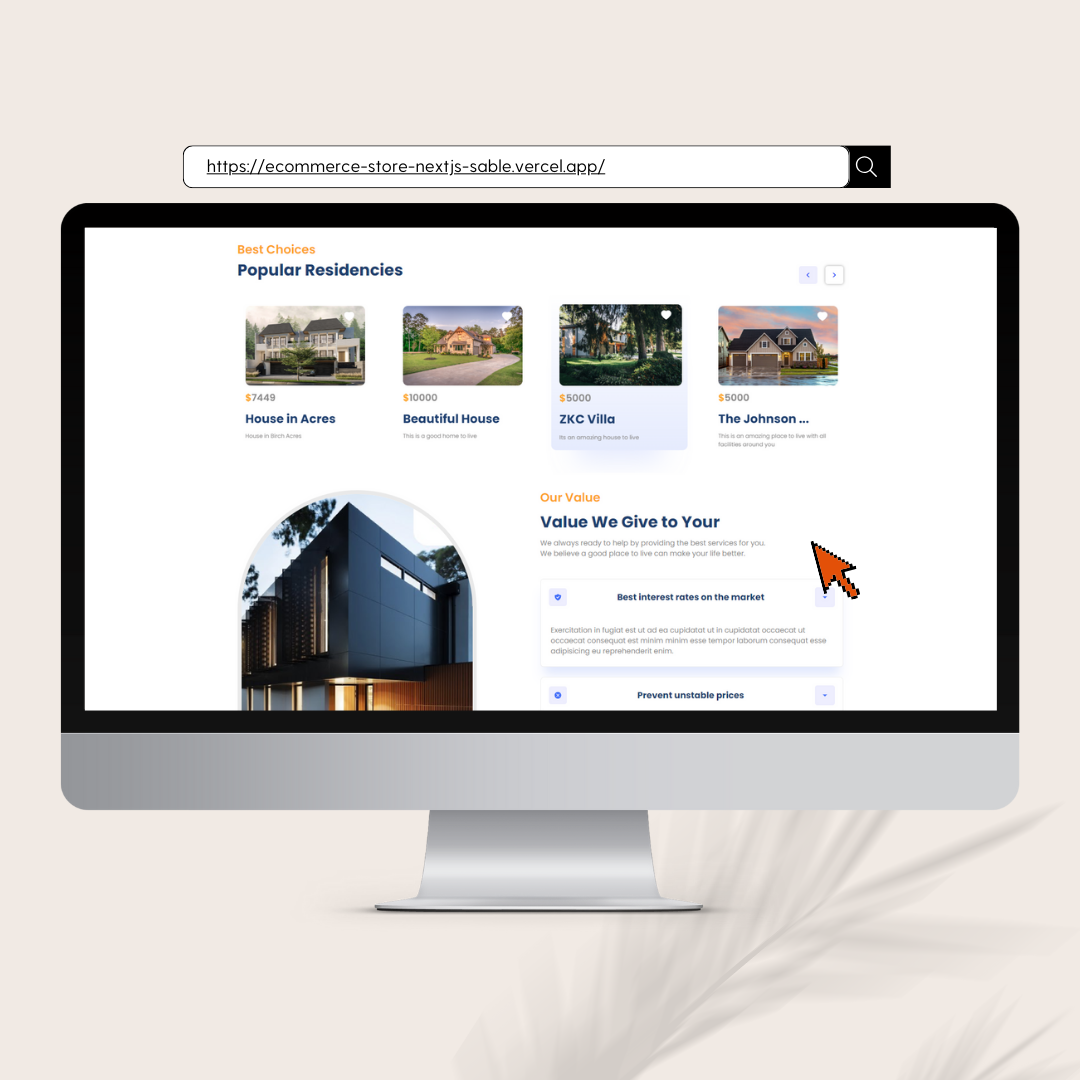 https://ecommerce-store-nextjs-sable.vercel.app/
Best Choices
Popular Residencies
$7449
House in Acres
House in Birch Acres
$10000
Beautiful House
This is a good home to live
$5000
ZKC Villa
Its an amazing house to live
$5000
The Johnson ...
This is an amazing place to live with all
facilities around you
Our Value
Value We Give to Your
We always ready to help by providing the best services for you.
We believe a good place to live can make your life better.
Best interest rates on the market
Exercitation in fugiat est ut ad ea cupidatat ut in cupidatat occaecat ut
occaecat consequat est minim minim esse tempor laborum consequat esse
adipisicing eu reprehenderit enim.
Prevent unstable prices